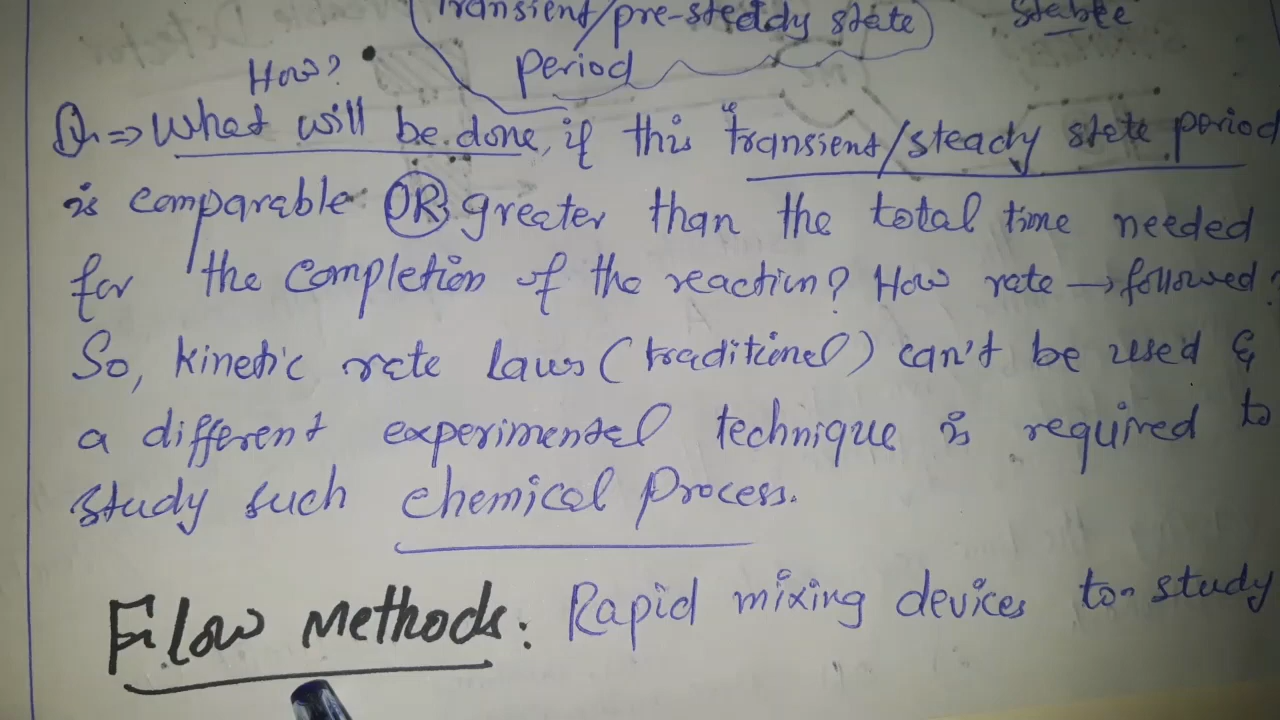 Transient/pre-steady state Stable
period
How?
Q. => What will be done, if this transient/steady state period
is comparable OR greater than the total time needed
for the completion of the reaction? How rate → followed?
So, kinetic rate laws (traditional) can't be used &
a different experimental technique is required to
study such chemical process.
Flow Methods: Rapid mixing devices to study